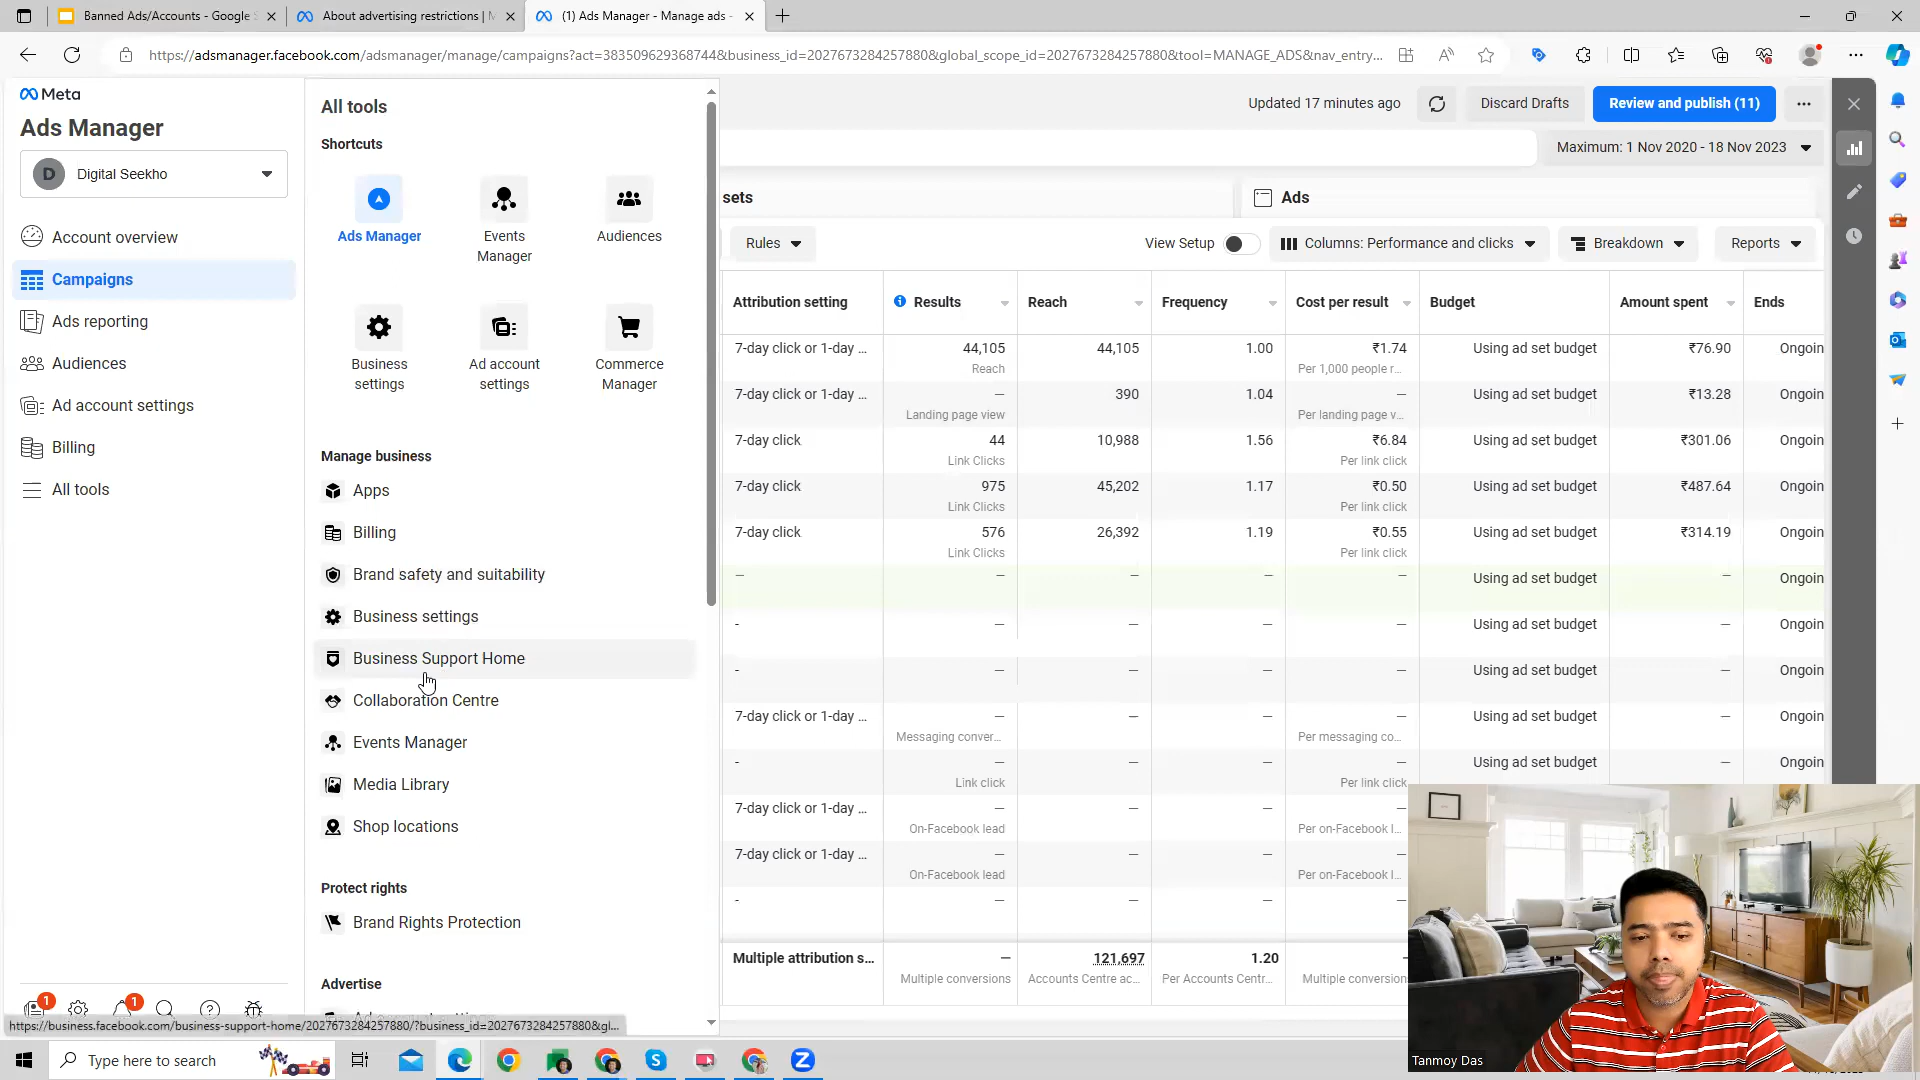 Banned Ads/Accounts - Google
About advertising restrictions | M
(1) Ads Manager - Manage ads -
https://adsmanager.facebook.com/adsmanager/manage/campaigns?act=383509629368744&business_id=2027673284257880&global_scope_id=2027673284257880&tool=MANAGE_ADS&nav_entry...
Meta
Ads Manager
D
Digital Seekho
Account overview
Campaigns
Ads reporting
Audiences
Ad account settings
Billing
All tools
1
1
All tools
Shortcuts
Ads Manager
Events
Manager
Audiences
Business
settings
Ad account
settings
Commerce
Manager
Manage business
Apps
Billing
Brand safety and suitability
Business settings
Business Support Home
Collaboration Centre
Events Manager
Media Library
Shop locations
Protect rights
Brand Rights Protection
Advertise
Updated 17 minutes ago
Discard Drafts
Review and publish (11)
Maximum: 1 Nov 2020 - 18 Nov 2023
sets
Ads
Rules
View Setup
Columns: Performance and clicks
Breakdown
Reports
Attribution setting Results Reach Frequency Cost per result Budget Amount spent Ends
7-day click or 1-day ... 44,105 44,105 1.00 ₹1.74 Using ad set budget ₹76.90 Ongoin
Reach Per 1,000 people r...
7-day click or 1-day ... — 390 1.04 — Using ad set budget ₹13.28 Ongoin
Landing page view Per landing page v...
7-day click 44 10,988 1.56 ₹6.84 Using ad set budget ₹301.06 Ongoin
Link Clicks Per link click
7-day click 975 45,202 1.17 ₹0.50 Using ad set budget ₹487.64 Ongoin
Link Clicks Per link click
7-day click 576 26,392 1.19 ₹0.55 Using ad set budget ₹314.19 Ongoin
Link Clicks Per link click
— — — — — Using ad set budget — Ongoin
- — — — — Using ad set budget — Ongoin
- — — — — Using ad set budget — Ongoin
7-day click or 1-day ... — — — — Using ad set budget — Ongoin
Messaging conver... Per messaging co...
- — — — — Using ad set budget — Ongoin
Link click Per link click
7-day click or 1-day ... — — — —
On-Facebook lead Per on-Facebook l...
7-day click or 1-day ... — — — —
On-Facebook lead Per on-Facebook l...
- — — — —
Multiple attribution s... — 121,697 1.20
Multiple conversions Accounts Centre ac... Per Accounts Centr... Multiple conversion
https://business.facebook.com/business-support-home/2027673284257880/?business_id=2027673284257880&gl...
Type here to search
Tanmoy Das